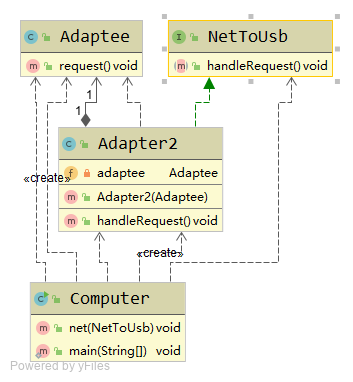 Adaptee
request() void
NetToUsb
handleRequest() void
1
1
Adapter2
adaptee Adaptee
Adapter2(Adaptee)
handleRequest() void
«create»
«create»
Computer
net(NetToUsb) void
main(String[]) void
Powered by yFiles